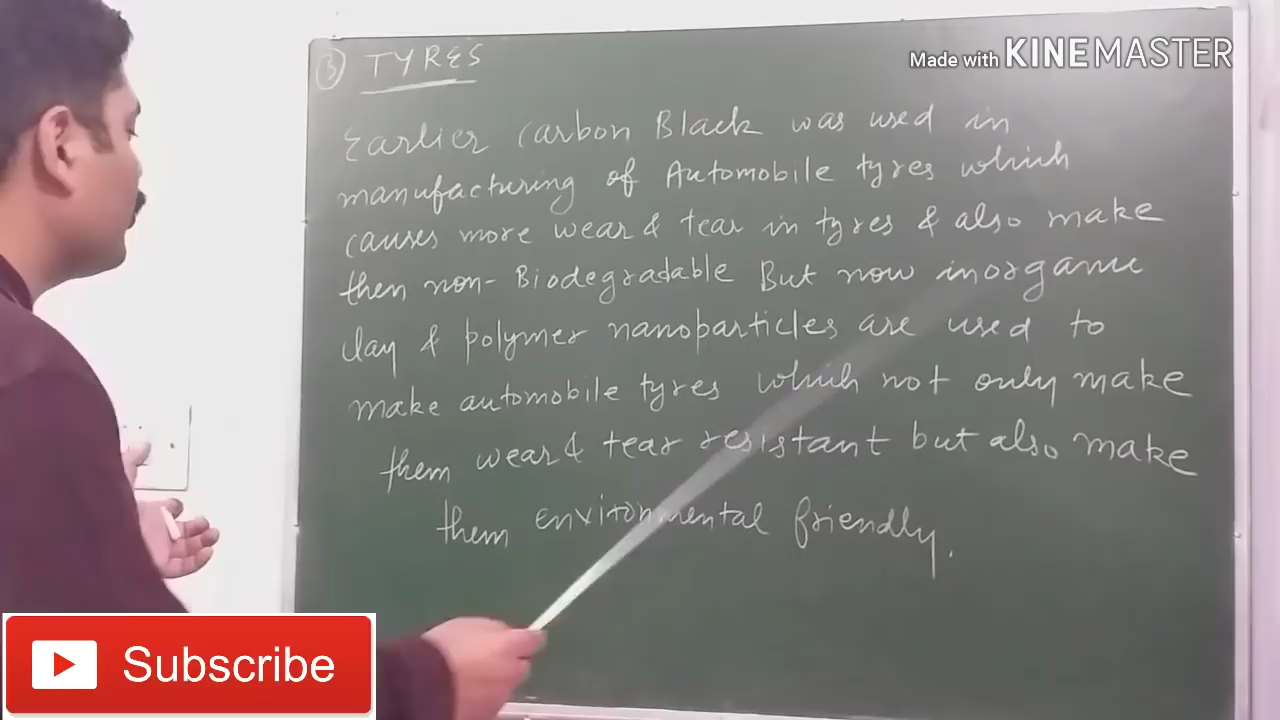 ③ TYRES
Made with KINEMASTER
Earlier Carbon Black was used in
manufacturing of Automobile tyres which
causes more wear & tear in tyres & also make
then non-Biodegradable But now inorganic
clay & polymer nanoparticles are used to
make automobile tyres which not only make
them wear & tear resistant but also make
them environmental friendly.
Subscribe